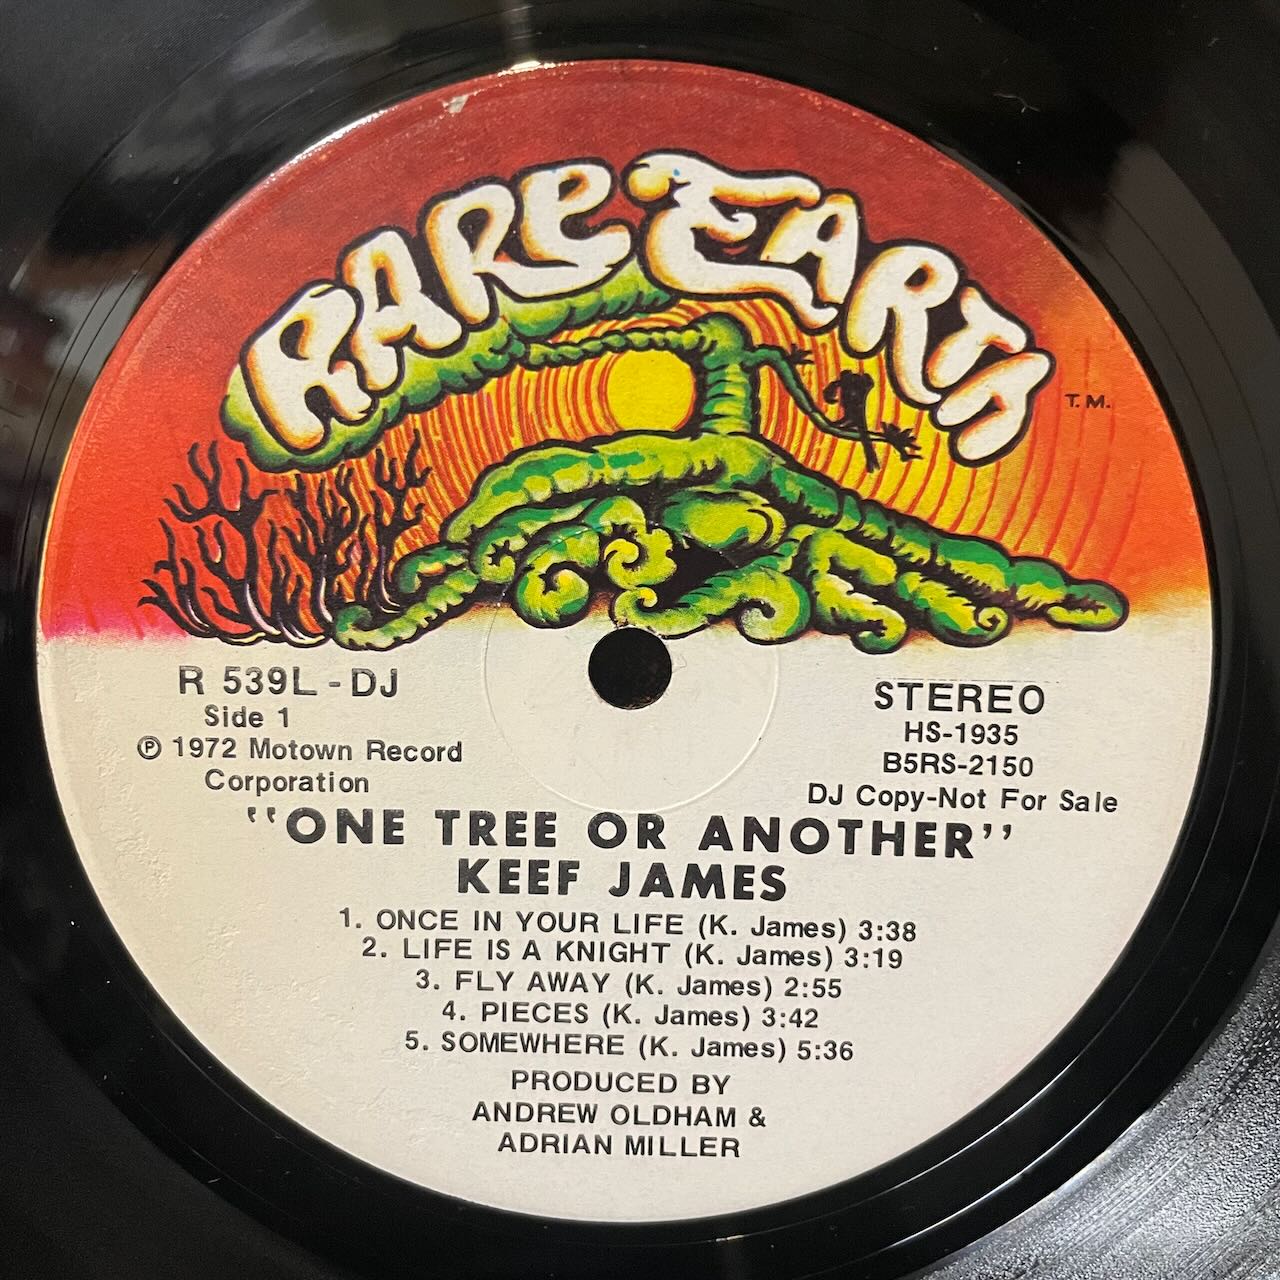 RARE EARTH
T.M.
R 539L - DJ
Side 1
℗ 1972 Motown Record
Corporation
STEREO
HS-1935
B5RS-2150
DJ Copy-Not For Sale
"ONE TREE OR ANOTHER"
KEEF JAMES
1. ONCE IN YOUR LIFE (K. James) 3:38
2. LIFE IS A KNIGHT (K. James) 3:19
3. FLY AWAY (K. James) 2:55
4. PIECES (K. James) 3:42
5. SOMEWHERE (K. James) 5:36
PRODUCED BY
ANDREW OLDHAM &
ADRIAN MILLER